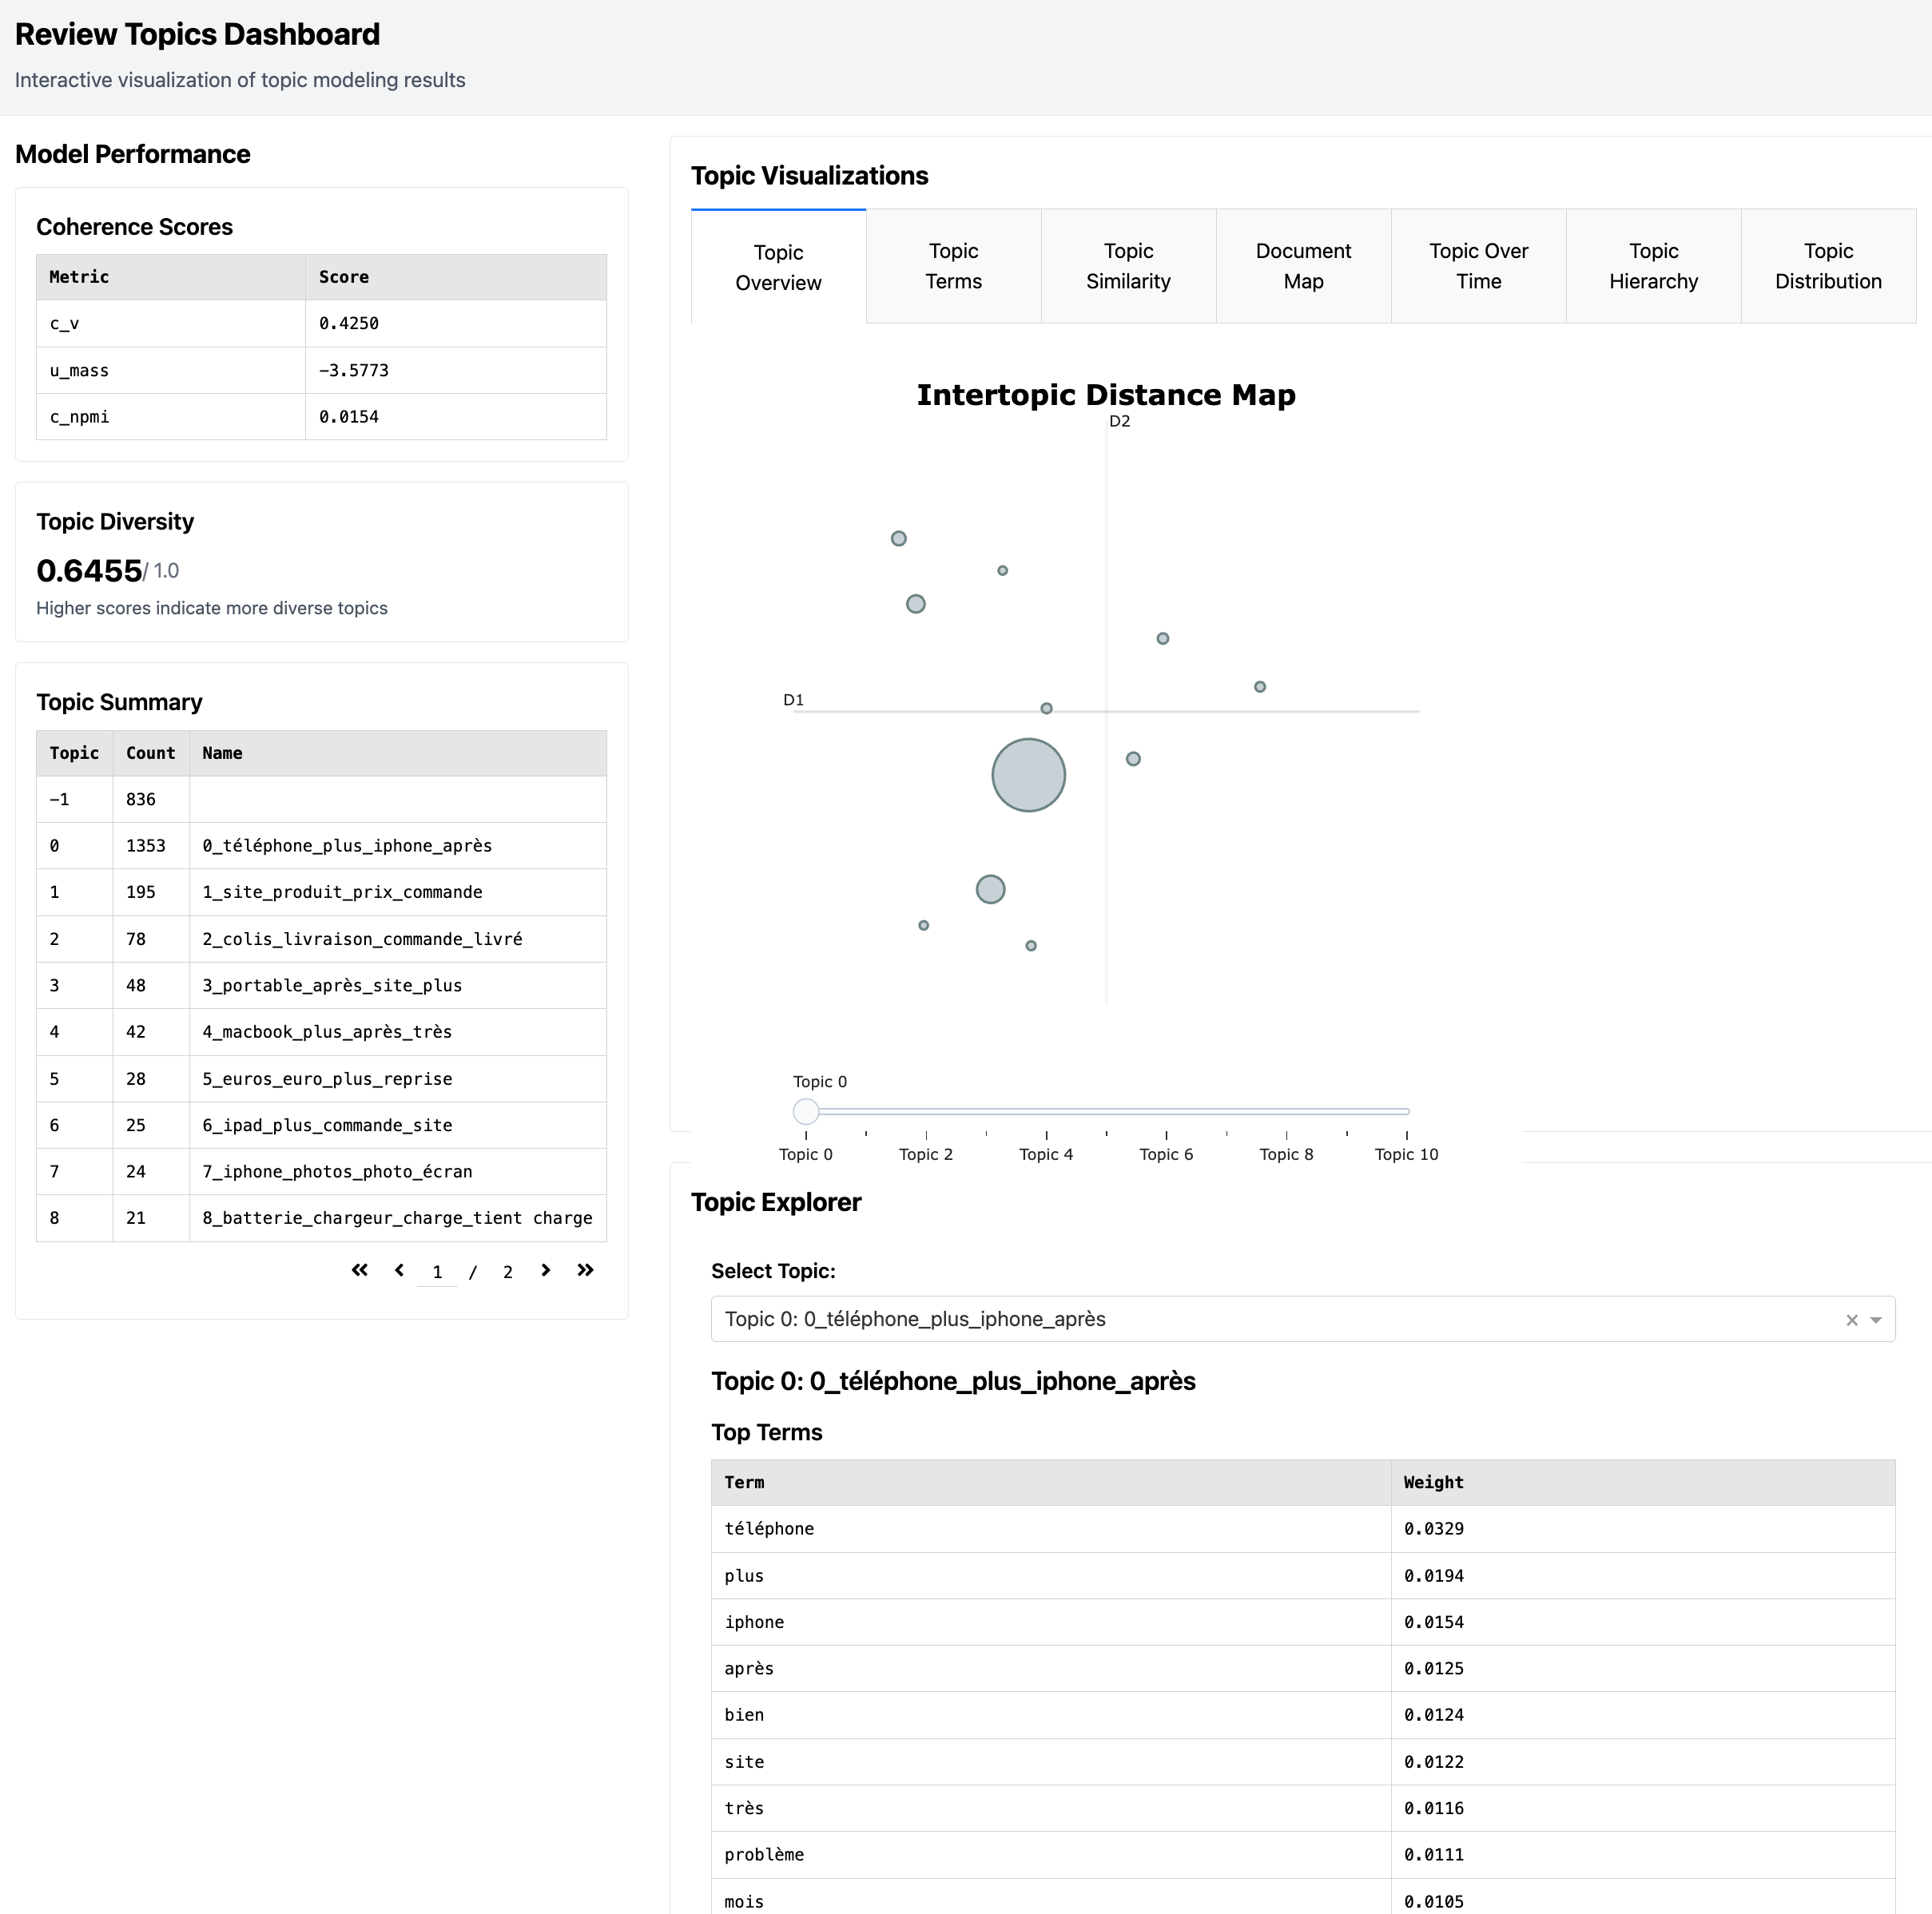 Review Topics Dashboard
Interactive visualization of topic modeling results
Model Performance
Coherence Scores
Metric Score
c_v 0.4250
u_mass −3.5773
c_npmi 0.0154
Topic Diversity
0.6455/ 1.0
Higher scores indicate more diverse topics
Topic Summary
Topic Count Name
−1 836
0 1353 0_téléphone_plus_iphone_après
1 195 1_site_produit_prix_commande
2 78 2_colis_livraison_commande_livré
3 48 3_portable_après_site_plus
4 42 4_macbook_plus_après_très
5 28 5_euros_euro_plus_reprise
6 25 6_ipad_plus_commande_site
7 24 7_iphone_photos_photo_écran
8 21 8_batterie_chargeur_charge_tient charge
1 / 2
Topic Visualizations
Topic Overview
Topic Terms
Topic Similarity
Document Map
Topic Over Time
Topic Hierarchy
Topic Distribution
Intertopic Distance Map
D2
D1
Topic 0
Topic 0 Topic 2 Topic 4 Topic 6 Topic 8 Topic 10
Topic Explorer
Select Topic:
Topic 0: 0_téléphone_plus_iphone_après
Topic 0: 0_téléphone_plus_iphone_après
Top Terms
Term Weight
téléphone 0.0329
plus 0.0194
iphone 0.0154
après 0.0125
bien 0.0124
site 0.0122
très 0.0116
problème 0.0111
mois 0.0105